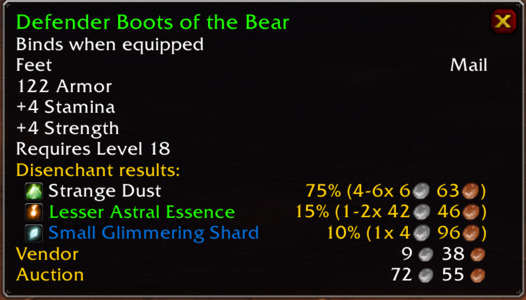 Defender Boots of the Bear
Binds when equipped
Feet Mail
122 Armor
+4 Stamina
+4 Strength
Requires Level 18
Disenchant results:
Strange Dust 75% (4-6x 6 63 )
Lesser Astral Essence 15% (1-2x 42 46 )
Small Glimmering Shard 10% (1x 4 96 )
Vendor 9 38
Auction 72 55